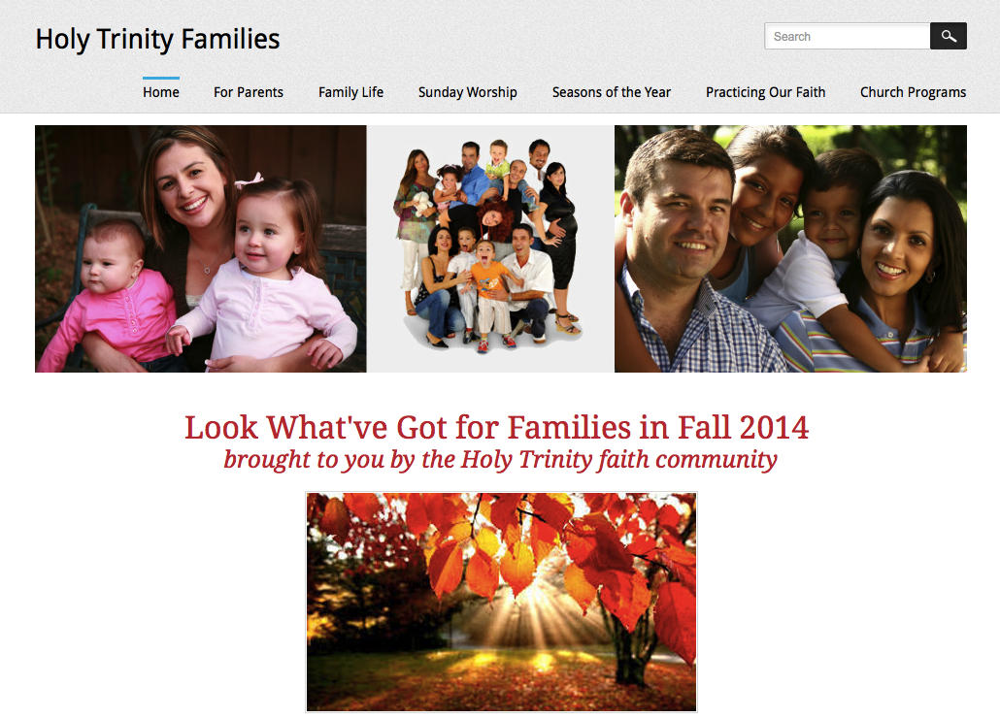 Holy Trinity Families
Search
Home For Parents Family Life Sunday Worship Seasons of the Year Practicing Our Faith Church Programs
Look What've Got for Families in Fall 2014
brought to you by the Holy Trinity faith community